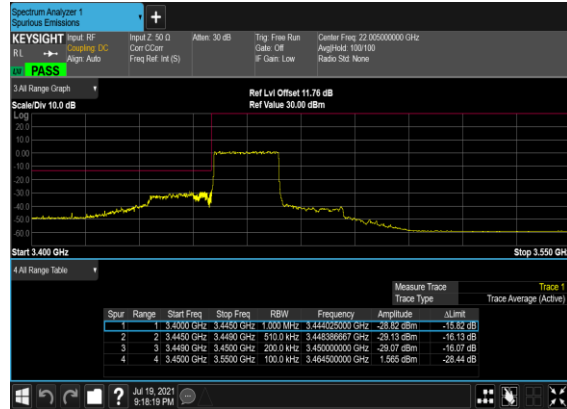 Spectrum Analyzer 1
Spurious Emissions
KEYSIGHT Input: RF Input Z: 50 Ω Atten: 30 dB Trig: Free Run Center Freq: 22.005000000 GHz
RL Coupling: DC Corr CCorr Gate: Off Avg|Hold: 100/100
Align: Auto Freq Ref: Int (S) IF Gain: Low Radio Std: None
PASS
3 All Range Graph
Ref Lvl Offset 11.76 dB
Scale/Div 10.0 dB Ref Value 30.00 dBm
Log
20.0
10.0
0.00
-10.0
-20.0
-30.0
-40.0
-50.0
-60.0
Start 3.400 GHz Stop 3.550 GH
4 All Range Table
Measure Trace Trace 1
Trace Type Trace Average (Active)
Spur Range Start Freq Stop Freq RBW Frequency Amplitude ΔLimit
1 1 3.4000 GHz 3.4450 GHz 1.000 MHz 3.444025000 GHz -28.82 dBm -15.82 dB
2 2 3.4450 GHz 3.4490 GHz 510.0 kHz 3.448386667 GHz -29.13 dBm -16.13 dB
3 3 3.4490 GHz 3.4500 GHz 200.0 kHz 3.450000000 GHz -29.07 dBm -16.07 dB
4 4 3.4500 GHz 3.5500 GHz 100.0 kHz 3.464500000 GHz 1.565 dBm -28.44 dB
? Jul 19, 2021
9:18:19 PM